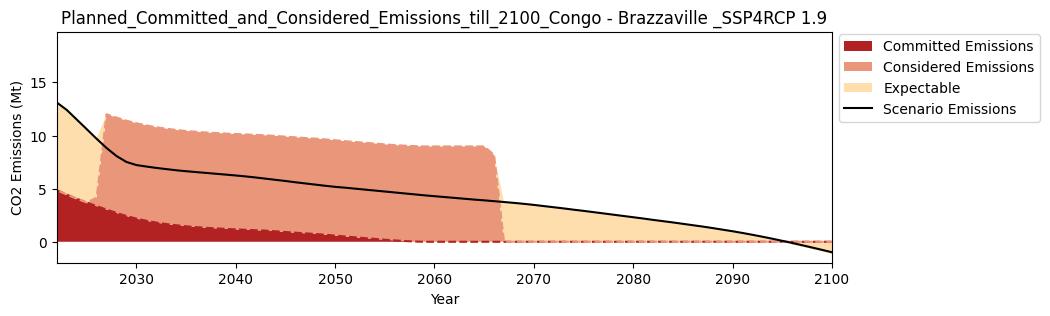 Planned_Committed_and_Considered_Emissions_till_2100_Congo - Brazzaville _SSP4RCP 1.9
Committed Emissions
Considered Emissions
Expectable
Scenario Emissions
CO2 Emissions (Mt)
15
10
5
0
2030 2040 2050 2060 2070 2080 2090 2100
Year